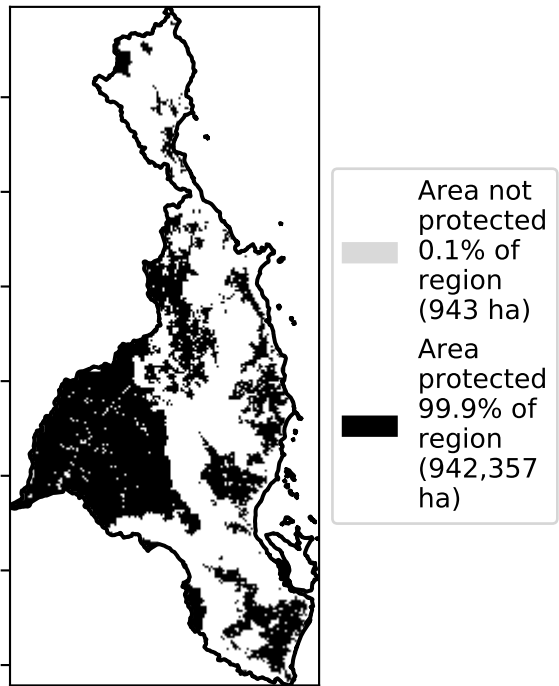 Area not
protected
0.1% of
region
(943 ha)
Area
protected
99.9% of
region
(942,357
ha)